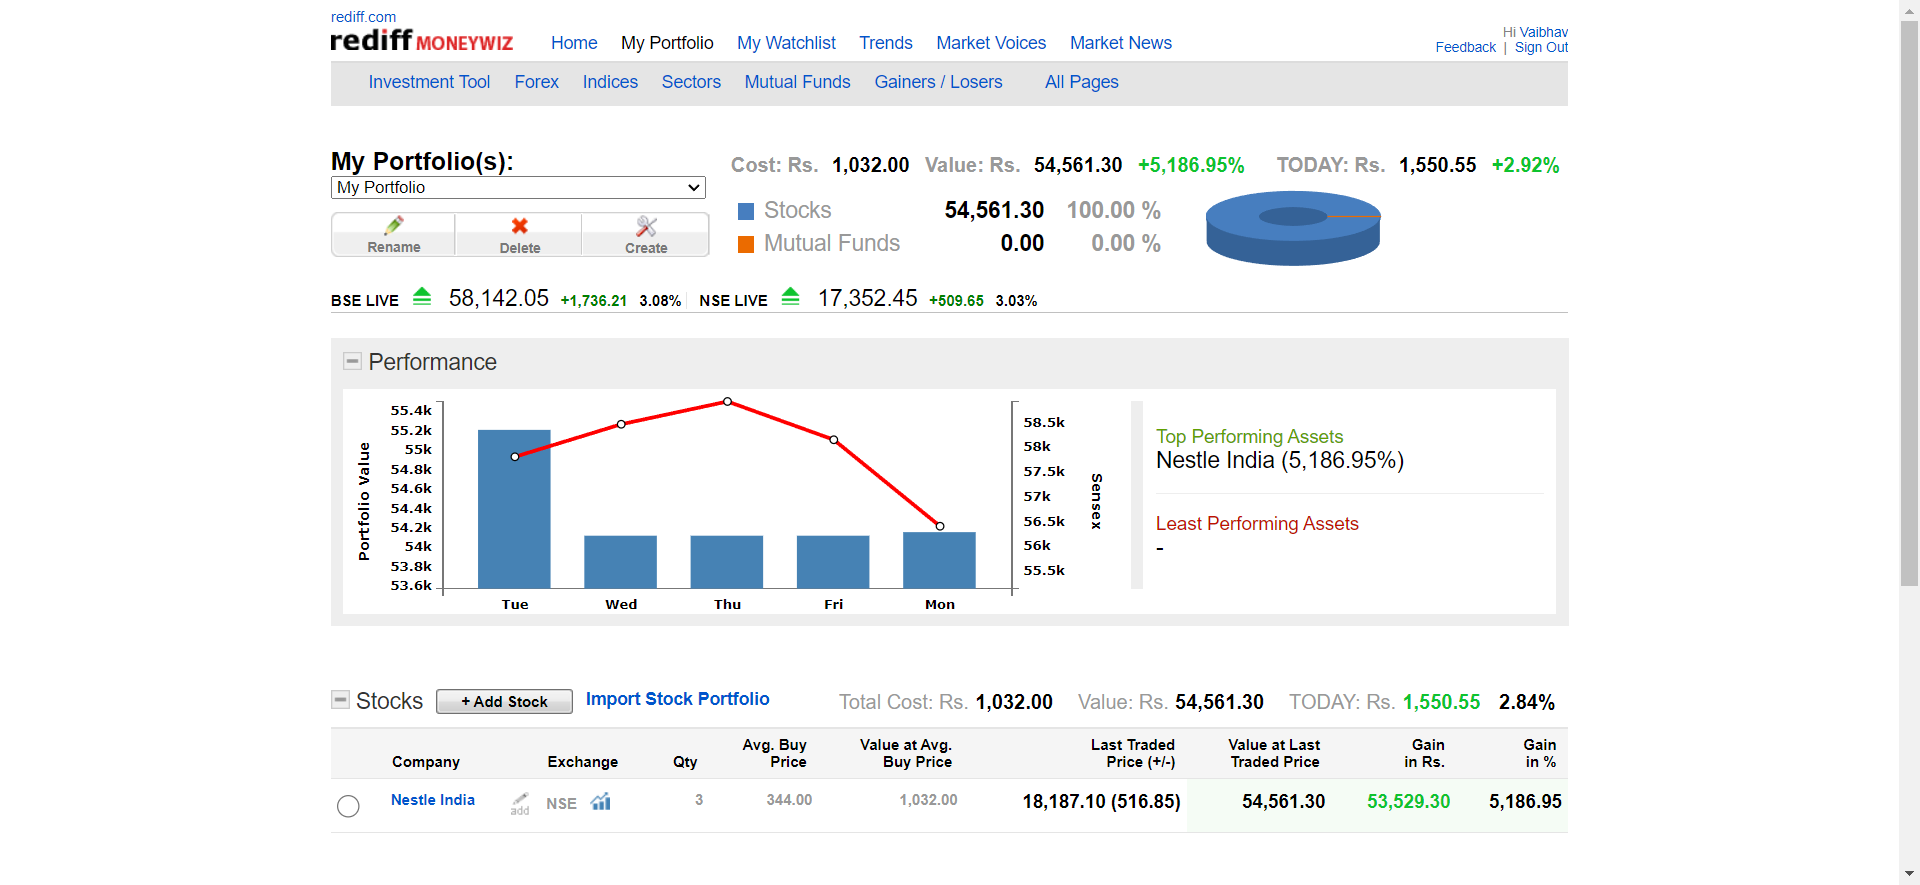 rediff.com
rediff MONEYWIZ Home My Portfolio My Watchlist Trends Market Voices Market News
Hi Vaibhav
Feedback | Sign Out
Investment Tool Forex Indices Sectors Mutual Funds Gainers / Losers All Pages
My Portfolio(s):
My Portfolio
Rename Delete Create
Cost: Rs. 1,032.00 Value: Rs. 54,561.30 +5,186.95% TODAY: Rs. 1,550.55 +2.92%
Stocks 54,561.30 100.00 %
Mutual Funds 0.00 0.00 %
BSE LIVE 58,142.05 +1,736.21 3.08% NSE LIVE 17,352.45 +509.65 3.03%
Performance
Portfolio Value
55.4k
55.2k
55k
54.8k
54.6k
54.4k
54.2k
54k
53.8k
53.6k
Tue Wed Thu Fri Mon
58.5k
58k
57.5k
57k
56.5k
56k
55.5k
Sensex
Top Performing Assets
Nestle India (5,186.95%)
Least Performing Assets
-
Stocks + Add Stock Import Stock Portfolio Total Cost: Rs. 1,032.00 Value: Rs. 54,561.30 TODAY: Rs. 1,550.55 2.84%
Company Exchange Qty Avg. Buy Price Value at Avg. Buy Price Last Traded Price (+/-) Value at Last Traded Price Gain in Rs. Gain in %
Nestle India add NSE 3 344.00 1,032.00 18,187.10 (516.85) 54,561.30 53,529.30 5,186.95